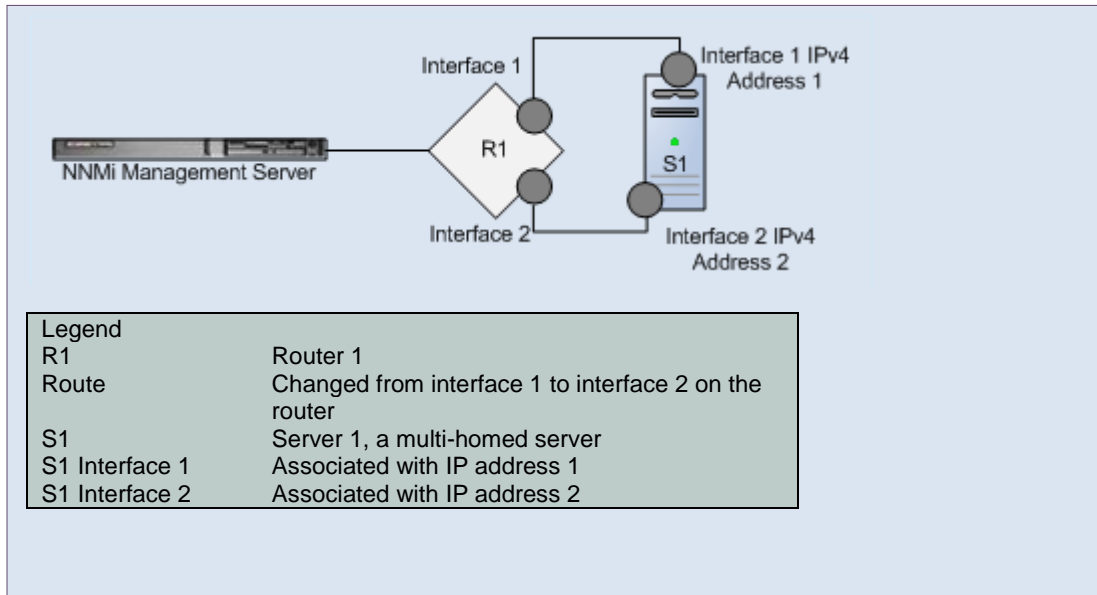 Interface 1
Interface 1 IPv4
Address 1
R1
S1
NNMi Management Server
Interface 2
Interface 2 IPv4
Address 2
Legend
R1 Router 1
Route Changed from interface 1 to interface 2 on the
router
S1 Server 1, a multi-homed server
S1 Interface 1 Associated with IP address 1
S1 Interface 2 Associated with IP address 2